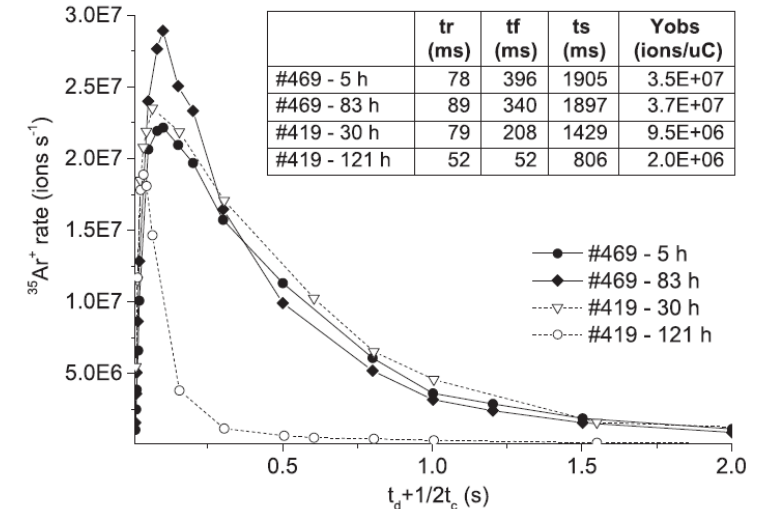 3.0E7
2.5E7
2.0E7
1.5E7
1.0E7
5.0E6
³⁵Ar⁺ rate (ions s⁻¹)
tr (ms) tf (ms) ts (ms) Yobs (ions/uC)
#469 - 5 h 78 396 1905 3.5E+07
#469 - 83 h 89 340 1897 3.7E+07
#419 - 30 h 79 208 1429 9.5E+06
#419 - 121 h 52 52 806 2.0E+06
#469 - 5 h
#469 - 83 h
#419 - 30 h
#419 - 121 h
0.5 1.0 1.5 2.0
t_d+1/2t_c (s)